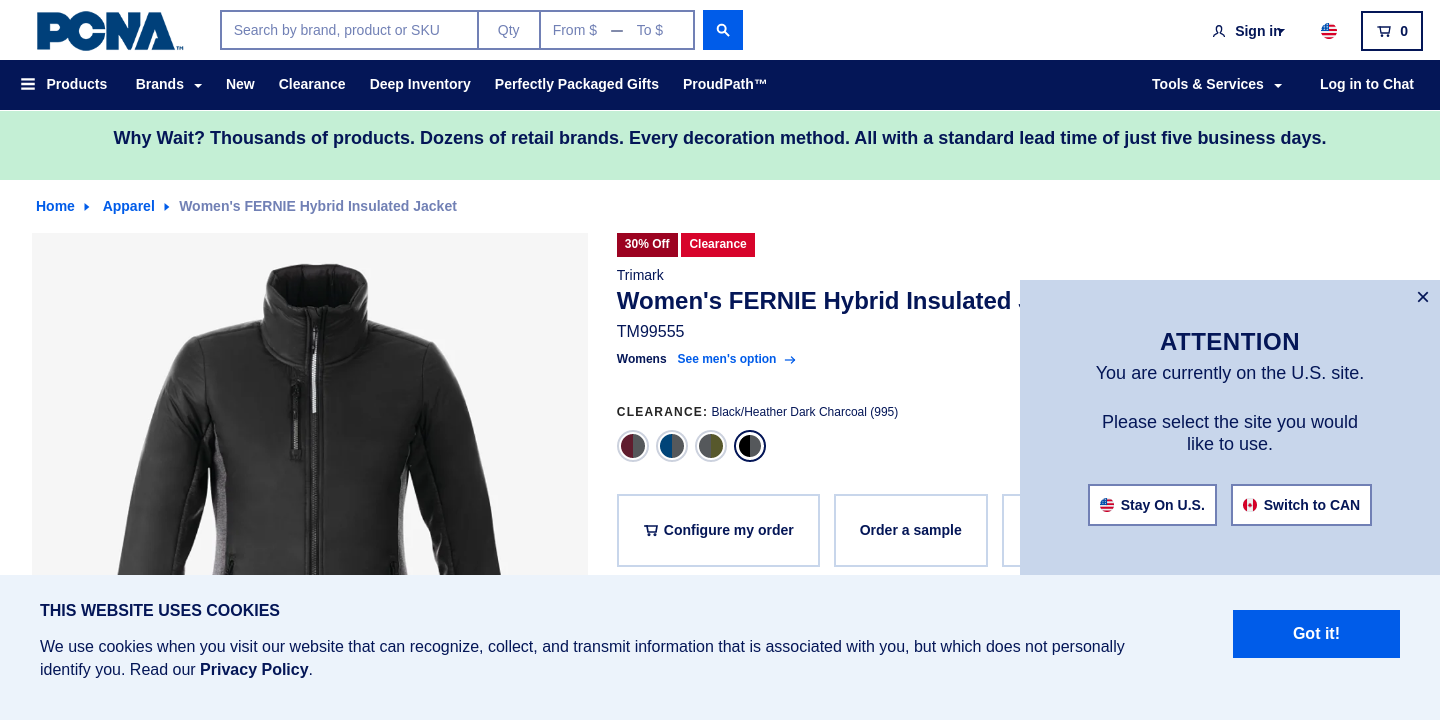 PCNA™
Search by brand, product or SKU
Qty
From $ — To $
Sign in
0
Products
Brands
New
Clearance
Deep Inventory
Perfectly Packaged Gifts
ProudPath™
Tools & Services
Log in to Chat
Why Wait? Thousands of products. Dozens of retail brands. Every decoration method. All with a standard lead time of just five business days.
Home
Apparel
Women's FERNIE Hybrid Insulated Jacket
30% Off
Clearance
Trimark
Women's FERNIE Hybrid Insulated
TM99555
Womens
See men's option
CLEARANCE: Black/Heather Dark Charcoal (995)
Configure my order
Order a sample
×
ATTENTION
You are currently on the U.S. site.
Please select the site you would
like to use.
Stay On U.S.
Switch to CAN
THIS WEBSITE USES COOKIES
We use cookies when you visit our website that can recognize, collect, and transmit information that is associated with you, but which does not personally
identify you. Read our Privacy Policy.
Got it!